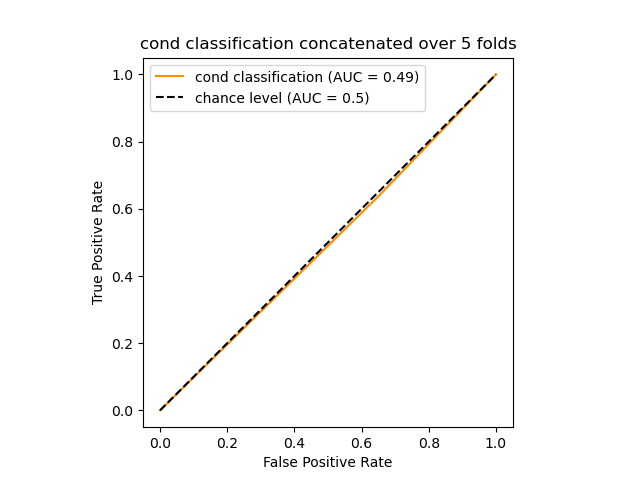 cond classification concatenated over 5 folds
cond classification (AUC = 0.49)
chance level (AUC = 0.5)
1.0
0.8
0.6
0.4
0.2
0.0
True Positive Rate
0.0 0.2 0.4 0.6 0.8 1.0
False Positive Rate